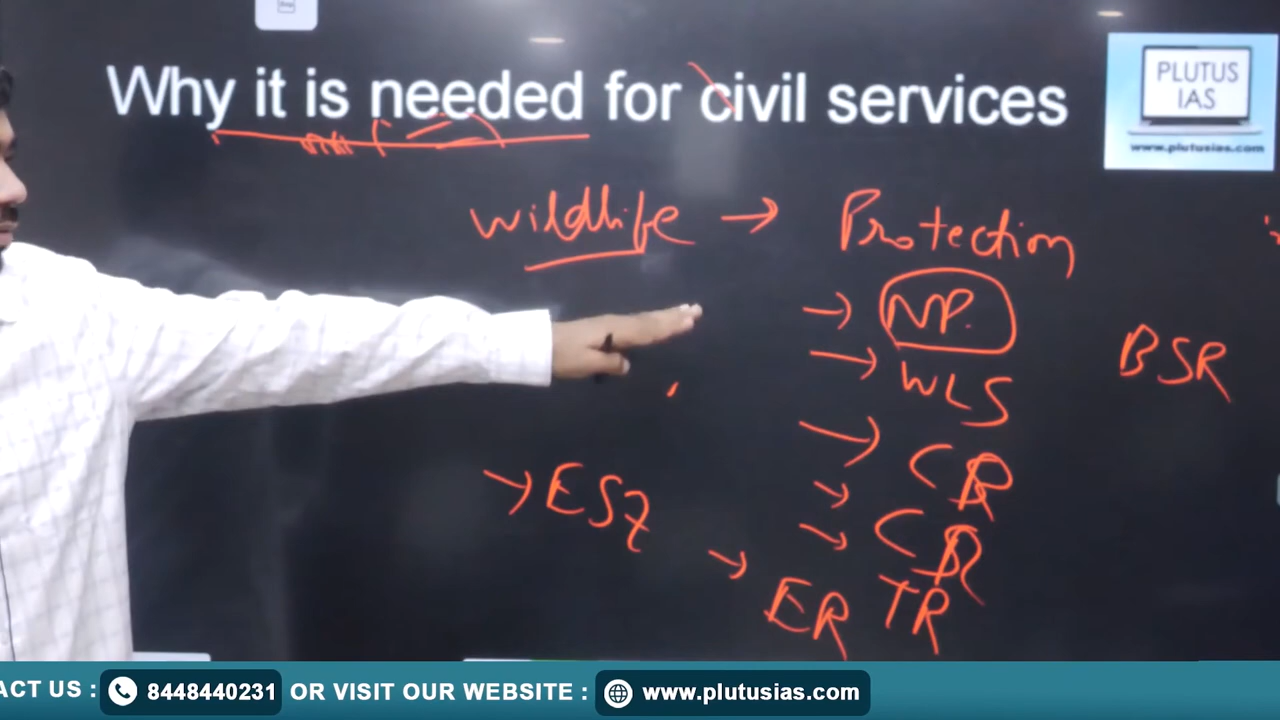 Why it is needed for civil services
PLUTUS
IAS
www.plutusias.com
wildlife → Protection
→ NP.
→ WLS
BSR
→ CR
→ ESZ
→ CR
→ ER
→ TR
ACT US : 8448440231 OR VISIT OUR WEBSITE : www.plutusias.com